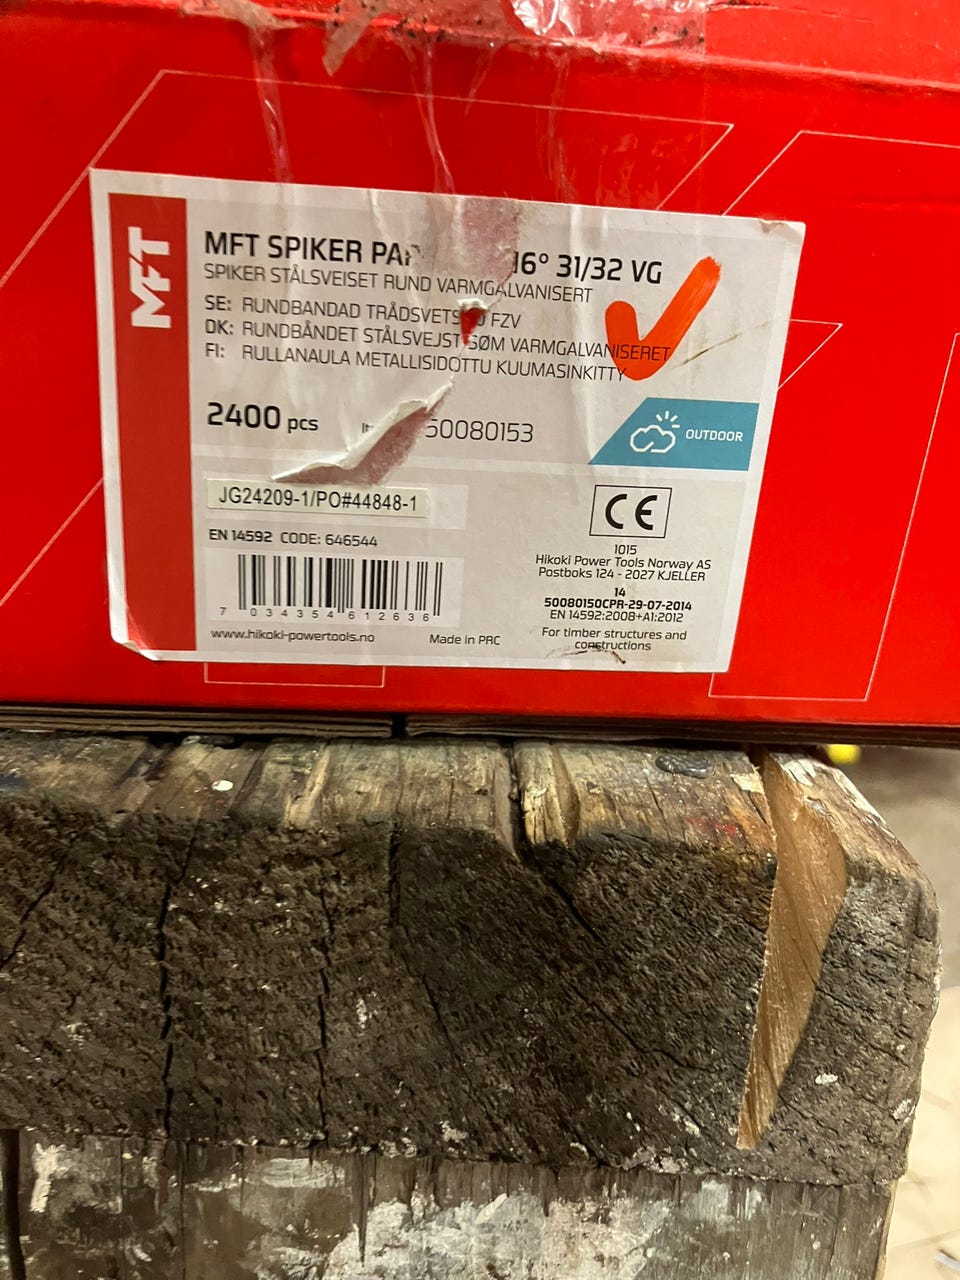 MFT
MFT SPIKER 16° 31/32 VG
SPIKER STÅLSVEISET RUND VARMGALVANISERT
SE: RUNDBANDAD FZV
DK: RUNDBÅNDET STÅLSVEJST SØM VARMGALVANISERET
FI: RULLANAULA METALLISIDOTTU KUUMASINKITTY
2400 pcs 50080153
OUTDOOR
JG24209-1/PO#44848-1
EN 14592 CODE: 646544
7 034354 612636
www.hikoki-powertools.no Made in PRC
CE
1015
Hikoki Power Tools Norway AS
Postboks 124 - 2027 KJELLER
14
50080150CPR-29-07-2014
EN 14592:2008+A1:2012
For timber structures and
constructions